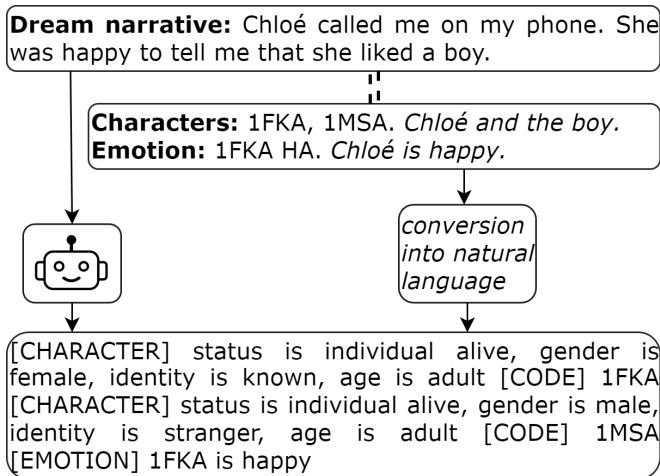 Dream narrative: Chloé called me on my phone. She
was happy to tell me that she liked a boy.
Characters: 1FKA, 1MSA. Chloé and the boy.
Emotion: 1FKA HA. Chloé is happy.
conversion
into natural
language
[CHARACTER] status is individual alive, gender is
female, identity is known, age is adult [CODE] 1FKA
[CHARACTER] status is individual alive, gender is male,
identity is stranger, age is adult [CODE] 1MSA
[EMOTION] 1FKA is happy